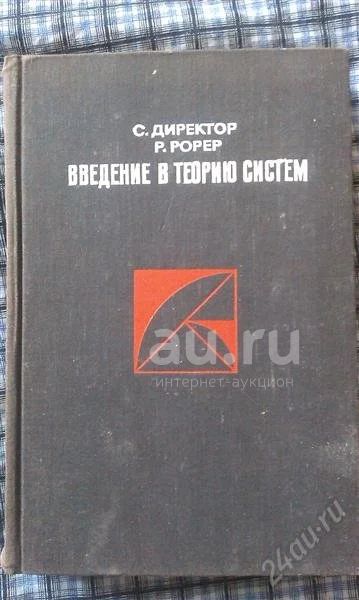 С. ДИРЕКТОР
Р. РОРЕР
ВВЕДЕНИЕ В ТЕОРИЮ СИСТЕМ
au.ru
интернет-аукцион
24au.ru